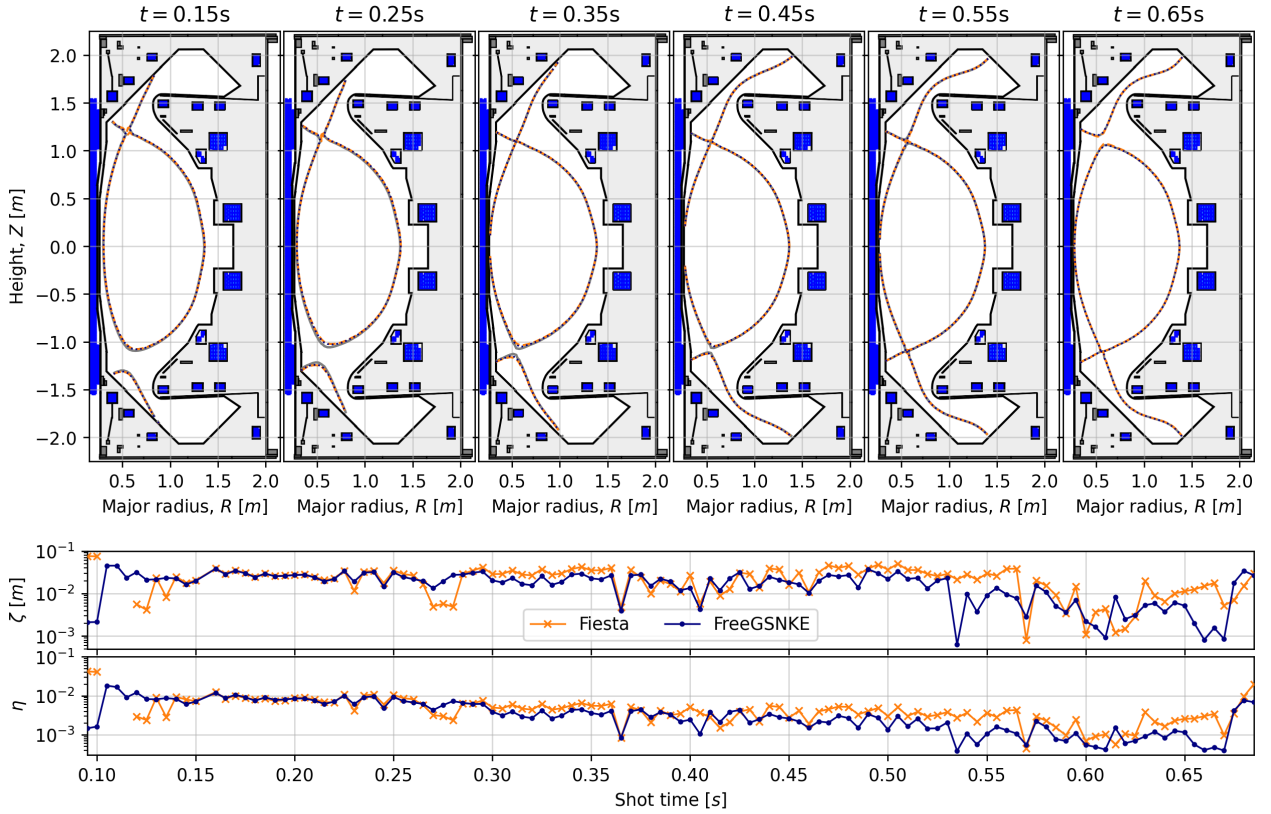 t = 0.15s t = 0.25s t = 0.35s t = 0.45s t = 0.55s t = 0.65s
Height, Z [m]
2.0
1.5
1.0
0.5
0.0
−0.5
−1.0
−1.5
−2.0
0.5 1.0 1.5 2.0 0.5 1.0 1.5 2.0 0.5 1.0 1.5 2.0 0.5 1.0 1.5 2.0 0.5 1.0 1.5 2.0 0.5 1.0 1.5 2.0
Major radius, R [m] Major radius, R [m] Major radius, R [m] Major radius, R [m] Major radius, R [m] Major radius, R [m]
ζ [m]
10⁻¹
10⁻²
10⁻³
Fiesta FreeGSNKE
η
10⁻¹
10⁻²
10⁻³
0.10 0.15 0.20 0.25 0.30 0.35 0.40 0.45 0.50 0.55 0.60 0.65
Shot time [s]